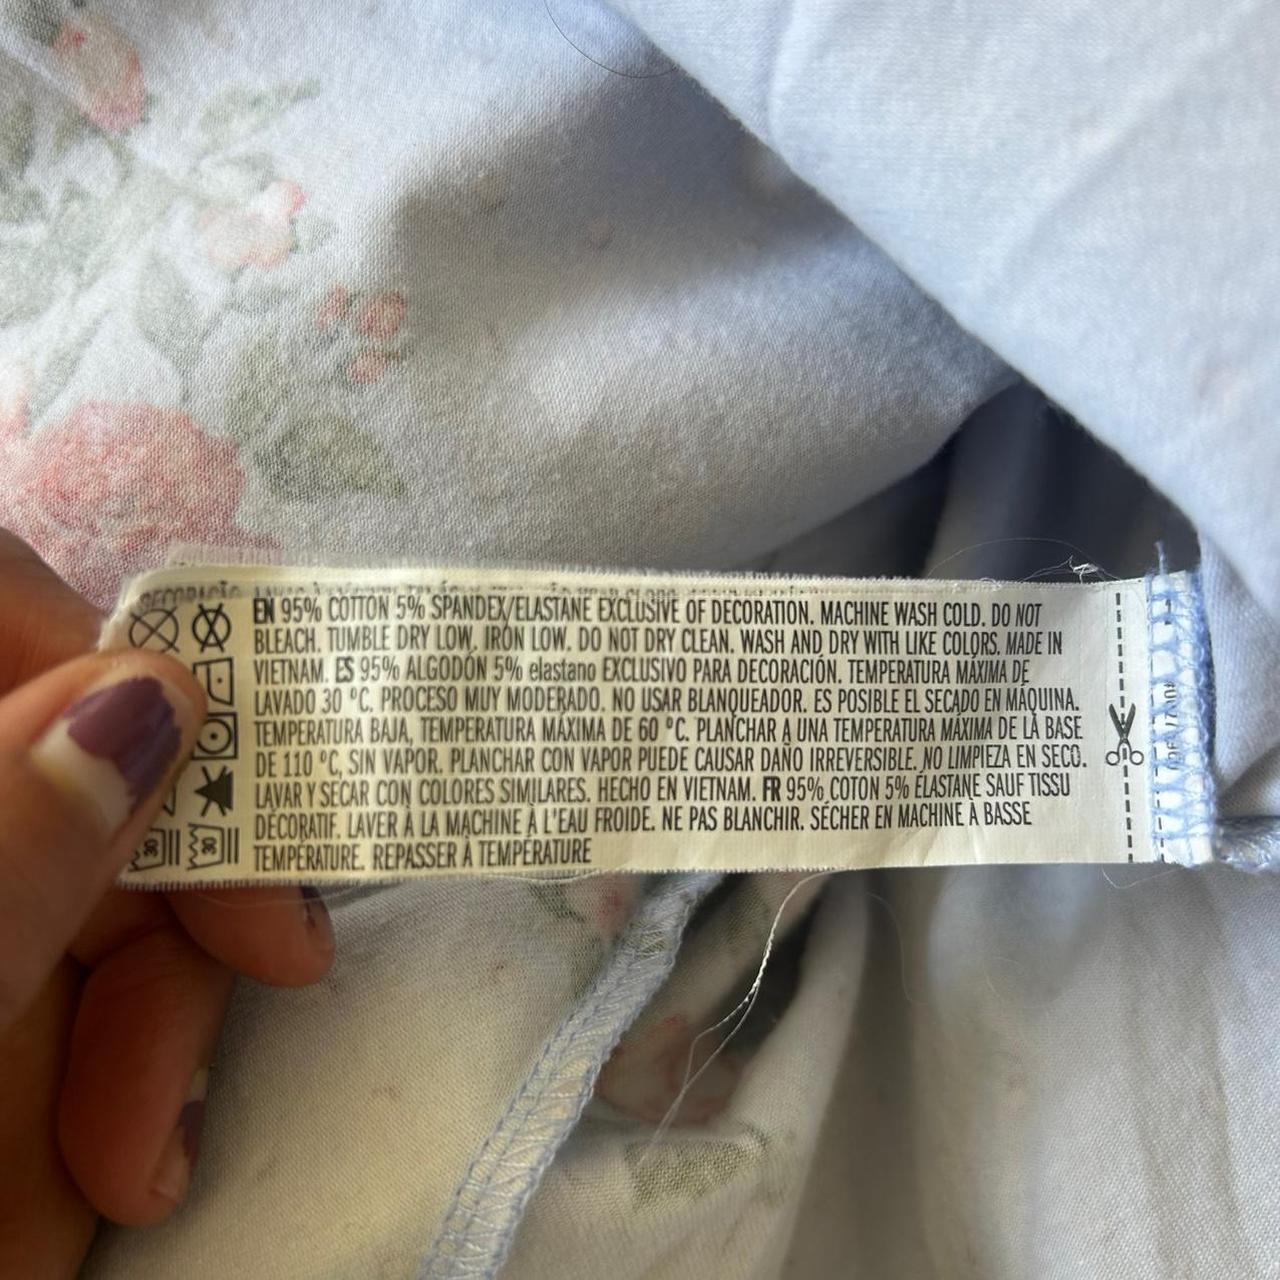 EN 95% COTTON 5% SPANDEX/ELASTANE EXCLUSIVE OF DECORATION. MACHINE WASH COLD. DO NOT
BLEACH. TUMBLE DRY LOW. IRON LOW. DO NOT DRY CLEAN. WASH AND DRY WITH LIKE COLORS. MADE IN
VIETNAM. ES 95% ALGODÓN 5% elastano EXCLUSIVO PARA DECORACIÓN. TEMPERATURA MÁXIMA DE
LAVADO 30 ºC. PROCESO MUY MODERADO. NO USAR BLANQUEADOR. ES POSIBLE EL SECADO EN MÁQUINA.
TEMPERATURA BAJA, TEMPERATURA MÁXIMA DE 60 ºC. PLANCHAR A UNA TEMPERATURA MÁXIMA DE LA BASE
DE 110 ºC, SIN VAPOR. PLANCHAR CON VAPOR PUEDE CAUSAR DAÑO IRREVERSIBLE. NO LIMPIEZA EN SECO.
LAVAR Y SECAR CON COLORES SIMILARES. HECHO EN VIETNAM. FR 95% COTON 5% ÉLASTANE SAUF TISSU
DÉCORATIF. LAVER À LA MACHINE À L'EAU FROIDE. NE PAS BLANCHIR. SÉCHER EN MACHINE À BASSE
TEMPÉRATURE. REPASSER À TEMPÉRATURE
30 30